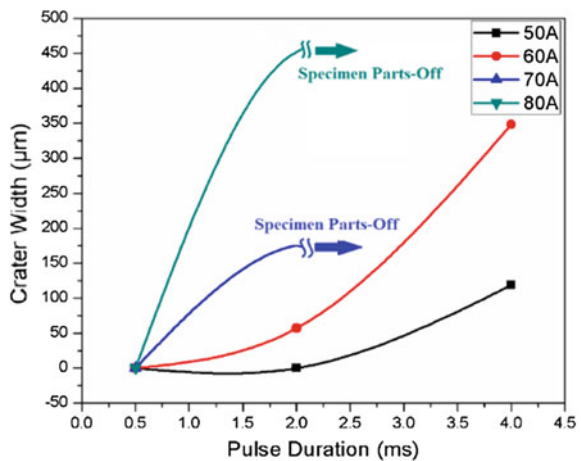 500
450
400
350
300
250
200
150
100
50
0
-50
Crater Width (µm)
Specimen Parts-Off
Specimen Parts-Off
50A
60A
70A
80A
0.0 0.5 1.0 1.5 2.0 2.5 3.0 3.5 4.0 4.5
Pulse Duration (ms)